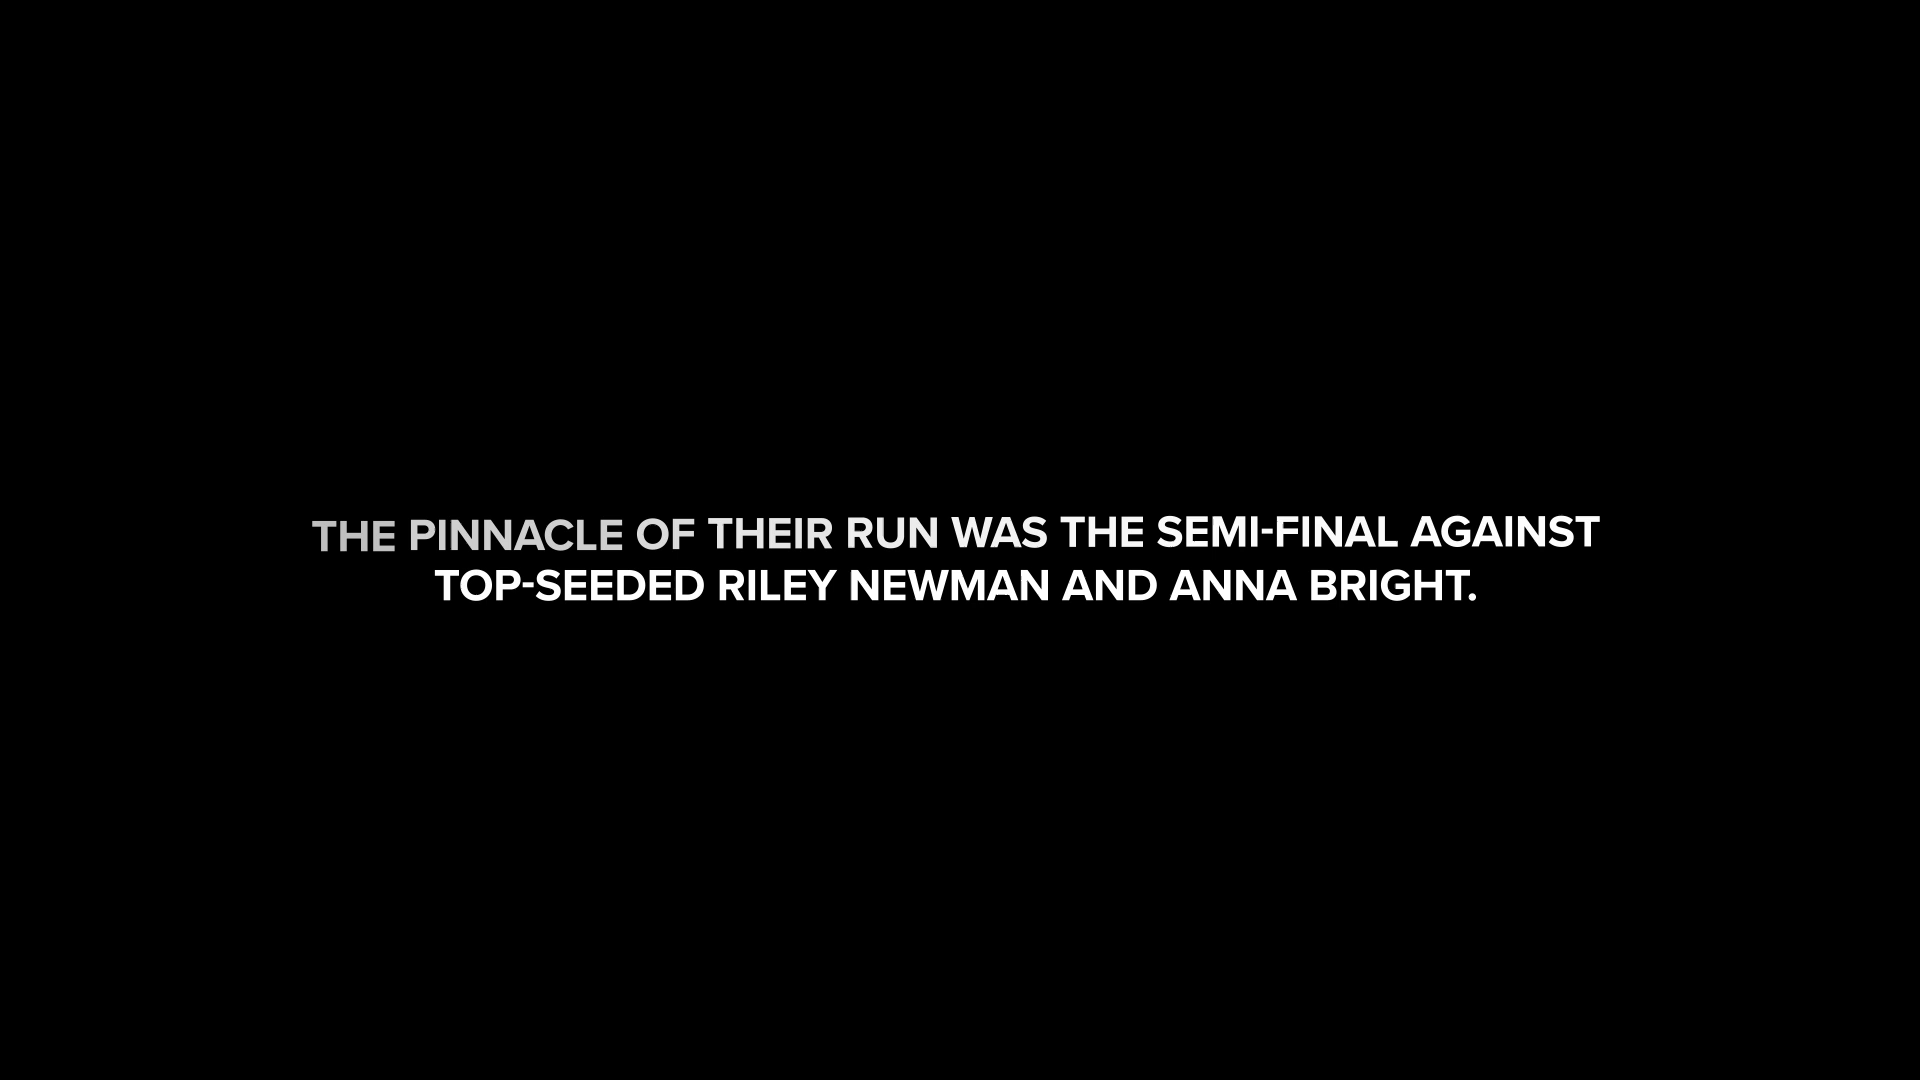 THE PINNACLE OF THEIR RUN WAS THE SEMI-FINAL AGAINST
TOP-SEEDED RILEY NEWMAN AND ANNA BRIGHT.